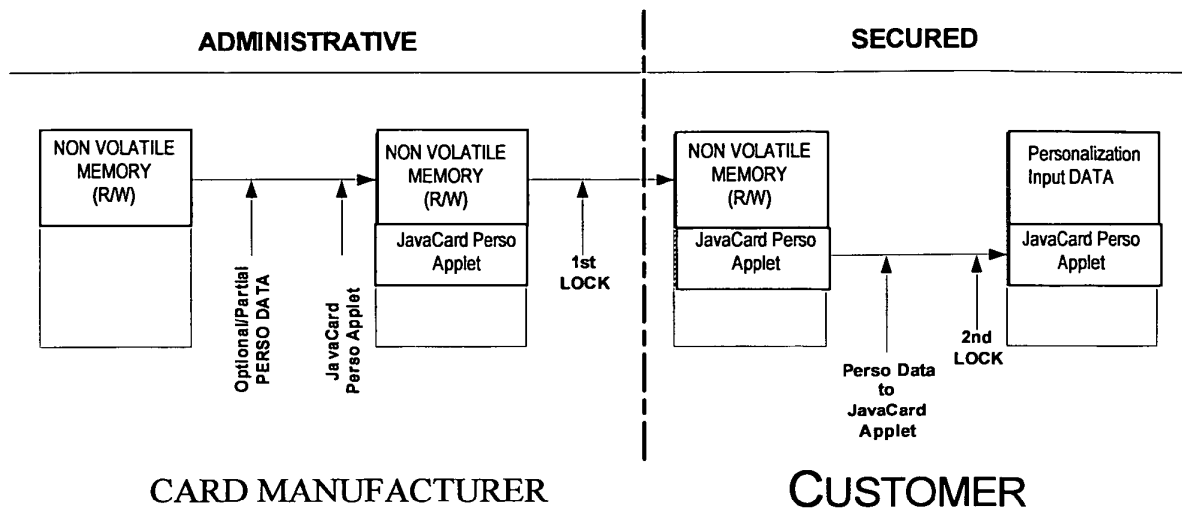 ADMINISTRATIVE
SECURED
NON VOLATILE
MEMORY
(R/W)
NON VOLATILE
MEMORY
(R/W)
JavaCard Perso
Applet
NON VOLATILE
MEMORY
(R/W)
JavaCard Perso
Applet
Personalization
Input DATA
JavaCard Perso
Applet
Optional/Partial
PERSO DATA
JavaCard
Perso Applet
1st
LOCK
Perso Data
to
JavaCard
Applet
2nd
LOCK
CARD MANUFACTURER
CUSTOMER